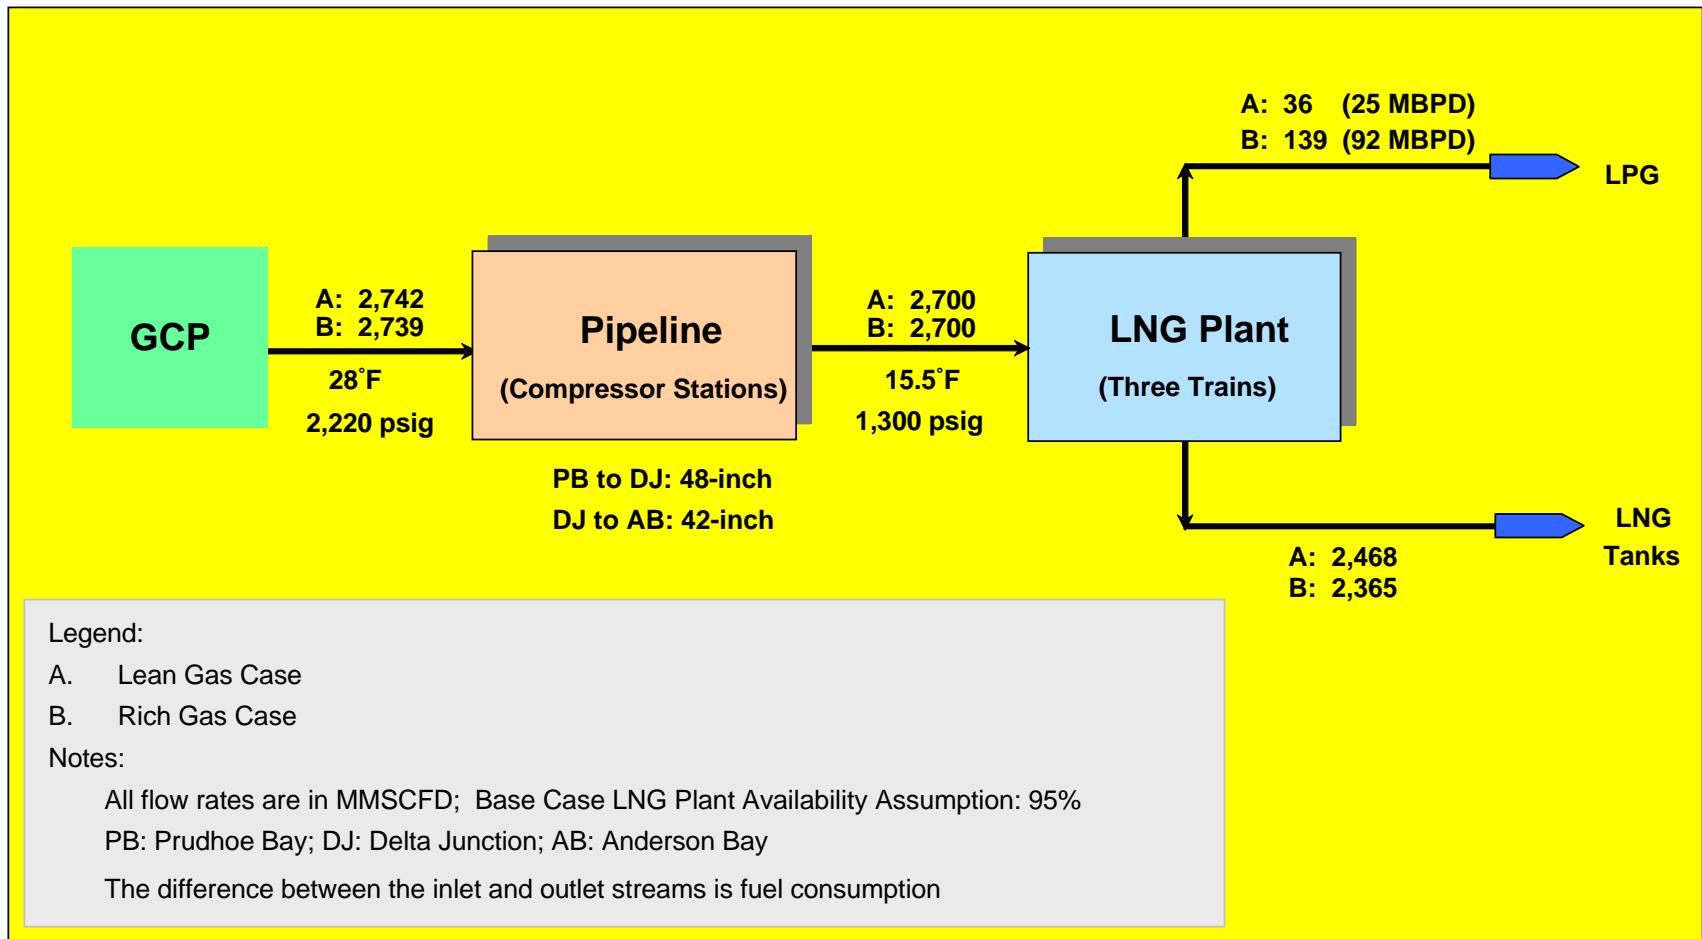 A: 36 (25 MBPD)
B: 139 (92 MBPD)
LPG
GCP
A: 2,742
B: 2,739
28°F
2,220 psig
Pipeline
(Compressor Stations)
PB to DJ: 48-inch
DJ to AB: 42-inch
A: 2,700
B: 2,700
15.5°F
1,300 psig
LNG Plant
(Three Trains)
LNG
Tanks
A: 2,468
B: 2,365
Legend:
A. Lean Gas Case
B. Rich Gas Case
Notes:
All flow rates are in MMSCFD; Base Case LNG Plant Availability Assumption: 95%
PB: Prudhoe Bay; DJ: Delta Junction; AB: Anderson Bay
The difference between the inlet and outlet streams is fuel consumption